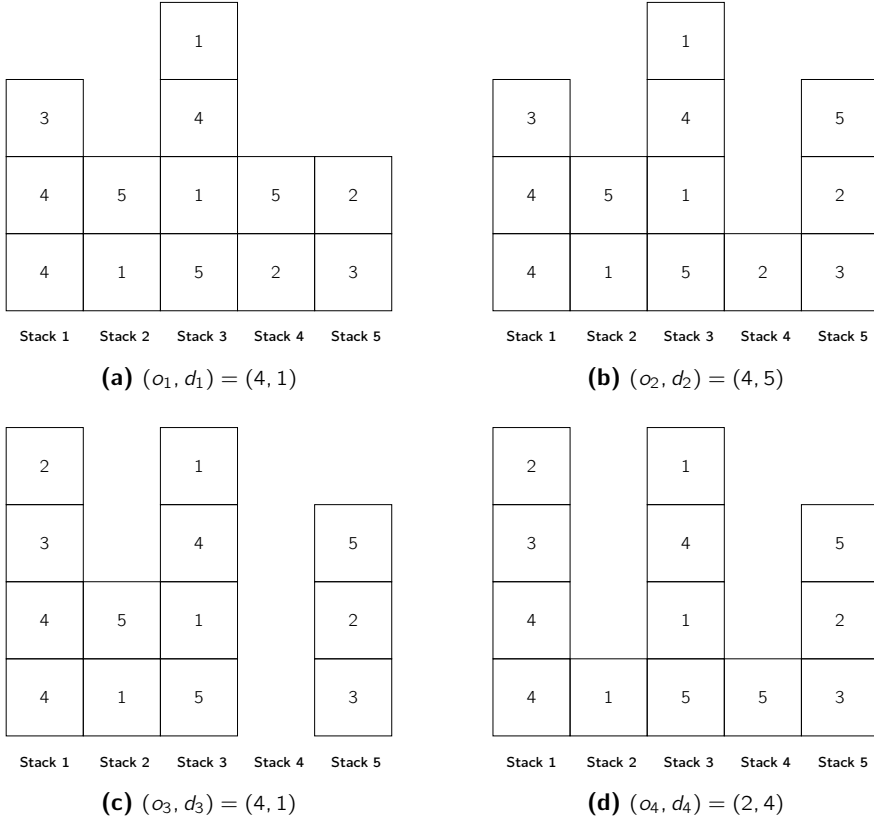 1 1
3 4 3 4 5
4 5 1 5 2 4 5 1 2
4 1 5 2 3 4 1 5 2 3
Stack 1 Stack 2 Stack 3 Stack 4 Stack 5 Stack 1 Stack 2 Stack 3 Stack 4 Stack 5
(a) (o₁, d₁) = (4, 1) (b) (o₂, d₂) = (4, 5)
2 1 2 1
3 4 5 3 4 5
4 5 1 2 4 1 2
4 1 5 3 4 1 5 5 3
Stack 1 Stack 2 Stack 3 Stack 4 Stack 5 Stack 1 Stack 2 Stack 3 Stack 4 Stack 5
(c) (o₃, d₃) = (4, 1) (d) (o₄, d₄) = (2, 4)